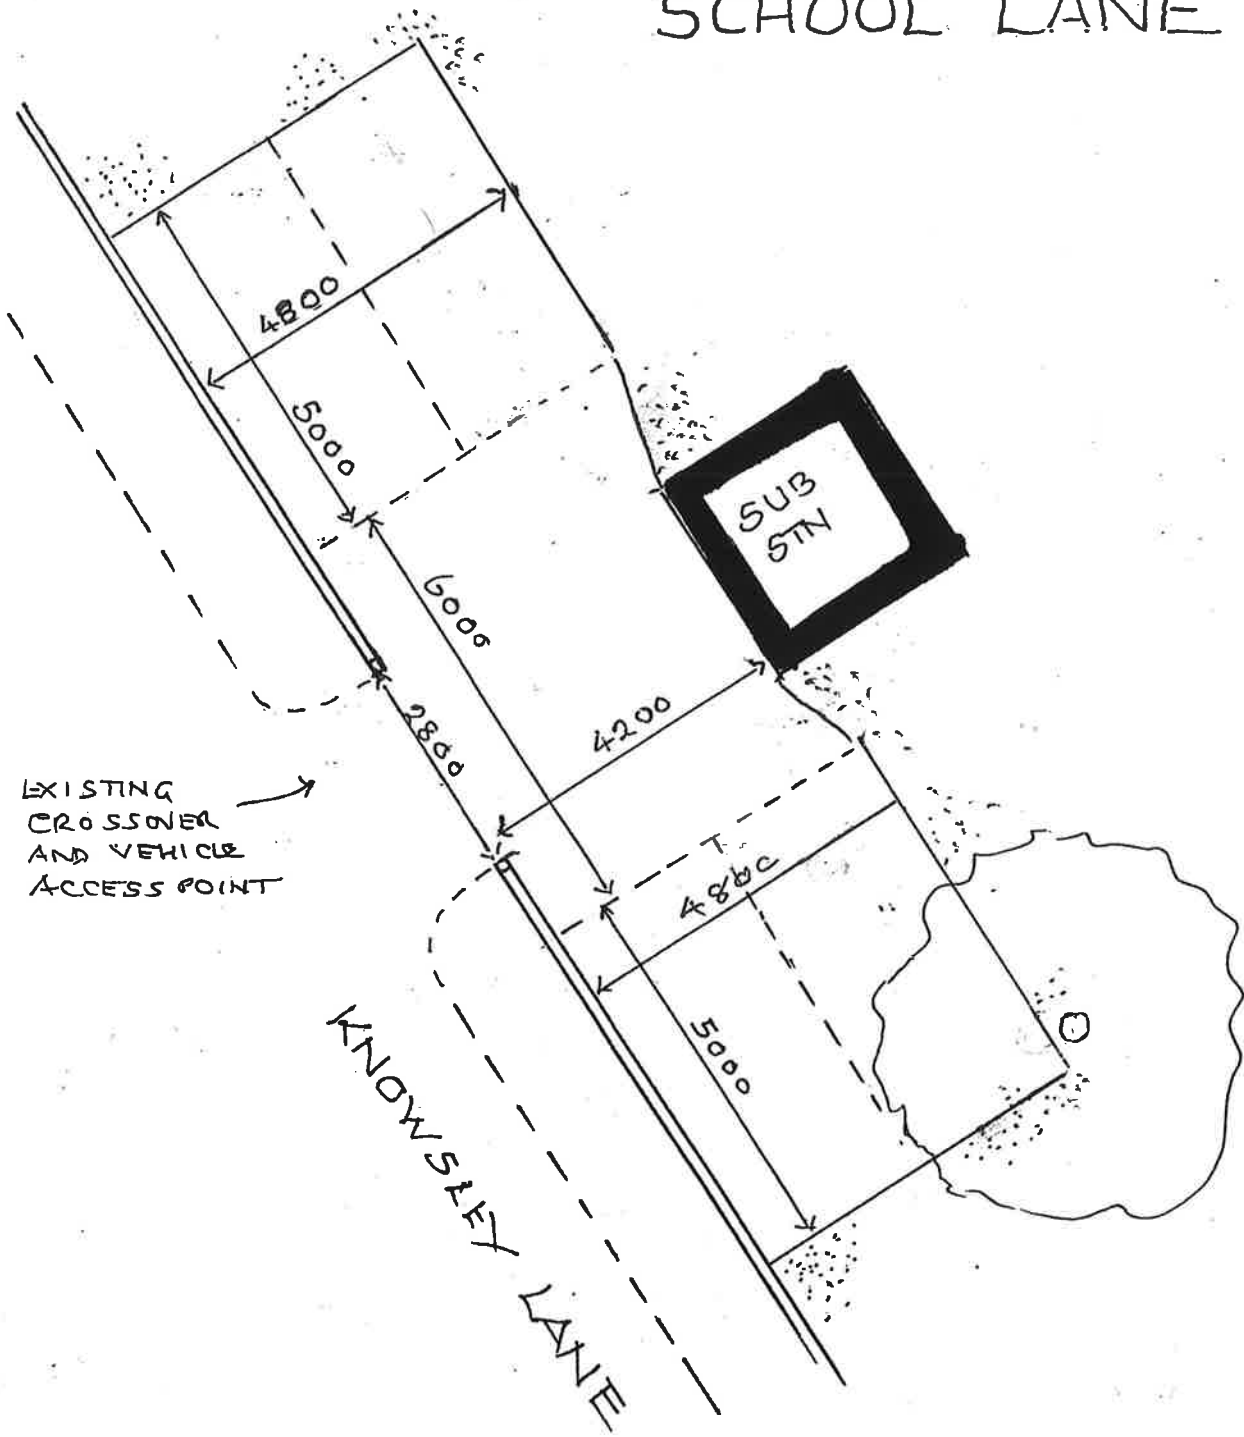 SCHOOL LANE
4800
5000
SUB
STN
6000
2800
4200
EXISTING
CROSSOVER
AND VEHICLE
ACCESS POINT
4800
5000
KNOWSLEY LANE